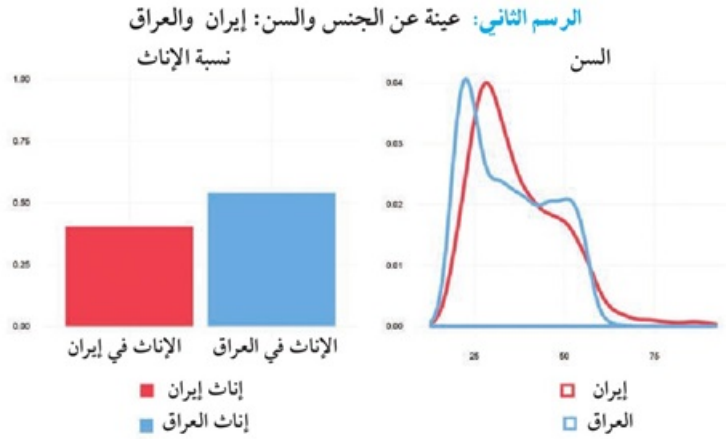 الرسم الثاني: عينة عن الجنس والسن: إيران والعراق
السن
0.04
0.03
0.02
0.01
0.00
25 50 75
إيران
العراق
نسبة الإناث
1.00
0.75
0.50
0.25
0.00
الإناث في العراق
الإناث في إيران
إناث إيران
إناث العراق